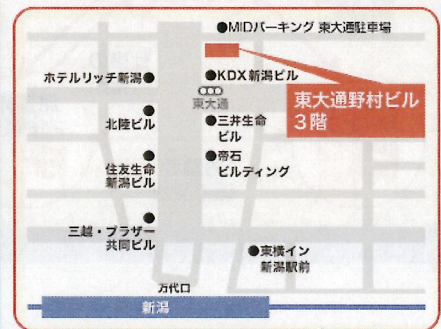 ●MIDパーキング 東大通駐車場
ホテルリッチ新潟●
●KDX新潟ビル
東大通
東大通野村ビル
3階
北陸ビル
●三井生命
ビル
住友生命
新潟ビル
●帝石
ビルディング
三越・ブラザー
共同ビル
●東横イン
新潟駅前
万代口
新潟